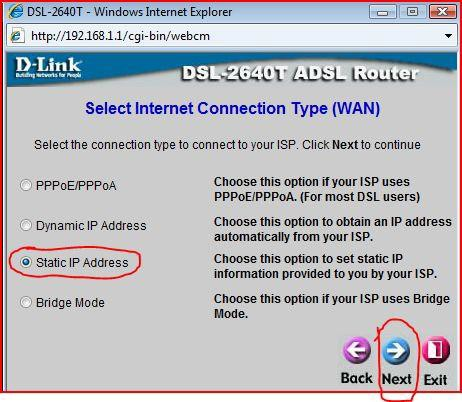 DSL-2640T - Windows Internet Explorer
http://192.168.1.1/cgi-bin/webcm
D-Link
Building Networks for People
DSL-2640T ADSL Router
Select Internet Connection Type (WAN)
Select the connection type to connect to your ISP. Click Next to continue
PPPoE/PPPoA
Choose this option if your ISP uses
PPPoE/PPPoA. (For most DSL users)
Dynamic IP Address
Choose this option to obtain an IP address
automatically from your ISP.
Static IP Address
Choose this option to set static IP
information provided to you by your ISP.
Bridge Mode
Choose this option if your ISP uses Bridge
Mode.
Back Next Exit